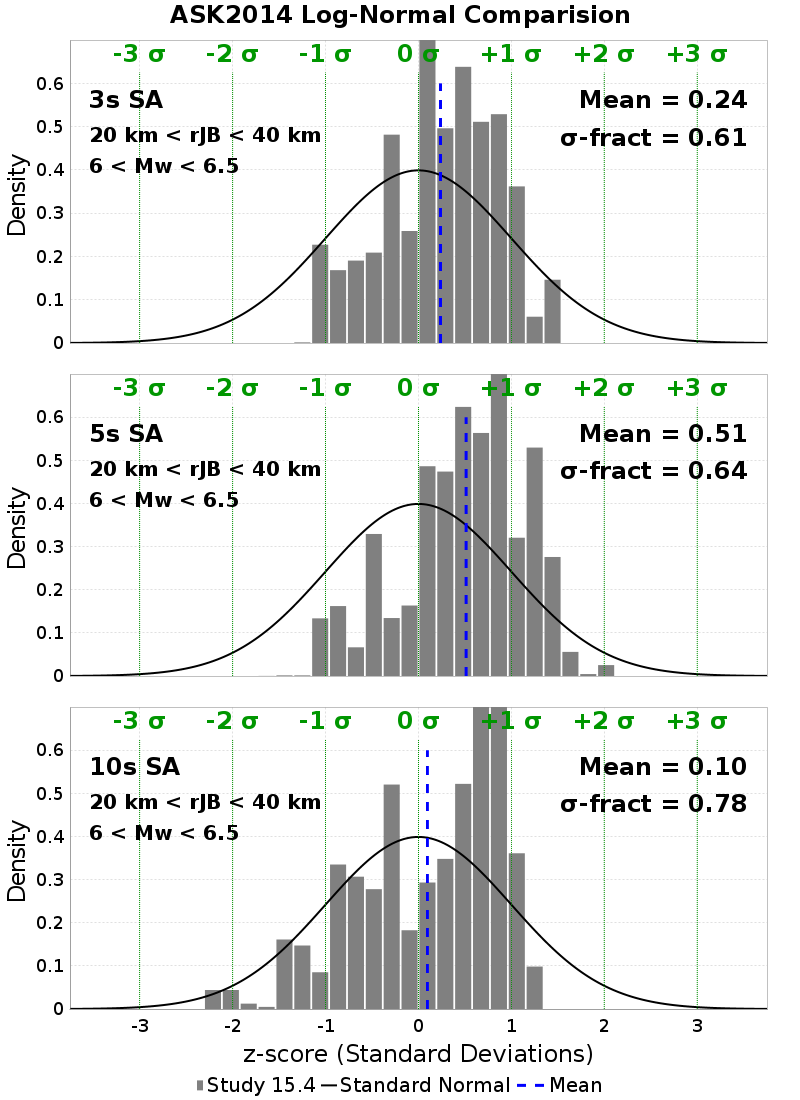 ASK2014 Log-Normal Comparision
-3 σ -2 σ -1 σ 0 σ +1 σ +2 σ +3 σ
3s SA
20 km < rJB < 40 km
6 < Mw < 6.5
Mean = 0.24
σ-fract = 0.61
Density
0.6
0.5
0.4
0.3
0.2
0.1
0
-3 σ -2 σ -1 σ 0 σ +1 σ +2 σ +3 σ
5s SA
20 km < rJB < 40 km
6 < Mw < 6.5
Mean = 0.51
σ-fract = 0.64
Density
0.6
0.5
0.4
0.3
0.2
0.1
0
-3 σ -2 σ -1 σ 0 σ +1 σ +2 σ +3 σ
10s SA
20 km < rJB < 40 km
6 < Mw < 6.5
Mean = 0.10
σ-fract = 0.78
Density
0.6
0.5
0.4
0.3
0.2
0.1
0
-3 -2 -1 0 1 2 3
z-score (Standard Deviations)
Study 15.4 Standard Normal Mean